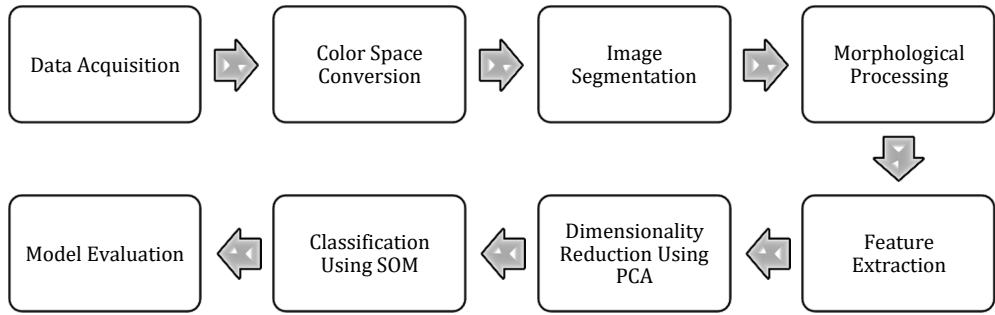 Data Acquisition
Color Space
Conversion
Image
Segmentation
Morphological
Processing
Feature
Extraction
Dimensionality
Reduction Using
PCA
Classification
Using SOM
Model Evaluation